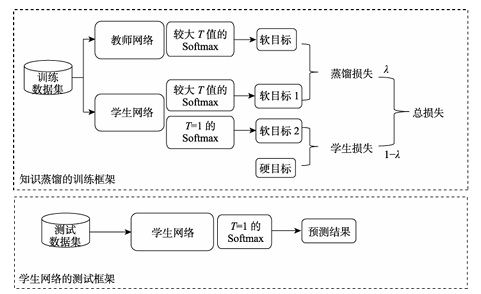 教师网络
较大 T 值的
Softmax
软目标
训练
数据集
蒸馏损失
λ
学生网络
较大 T 值的
Softmax
软目标 1
总损失
T=1 的
Softmax
软目标 2
学生损失
1−λ
硬目标
知识蒸馏的训练框架
测试
数据集
学生网络
T=1 的
Softmax
预测结果
学生网络的测试框架